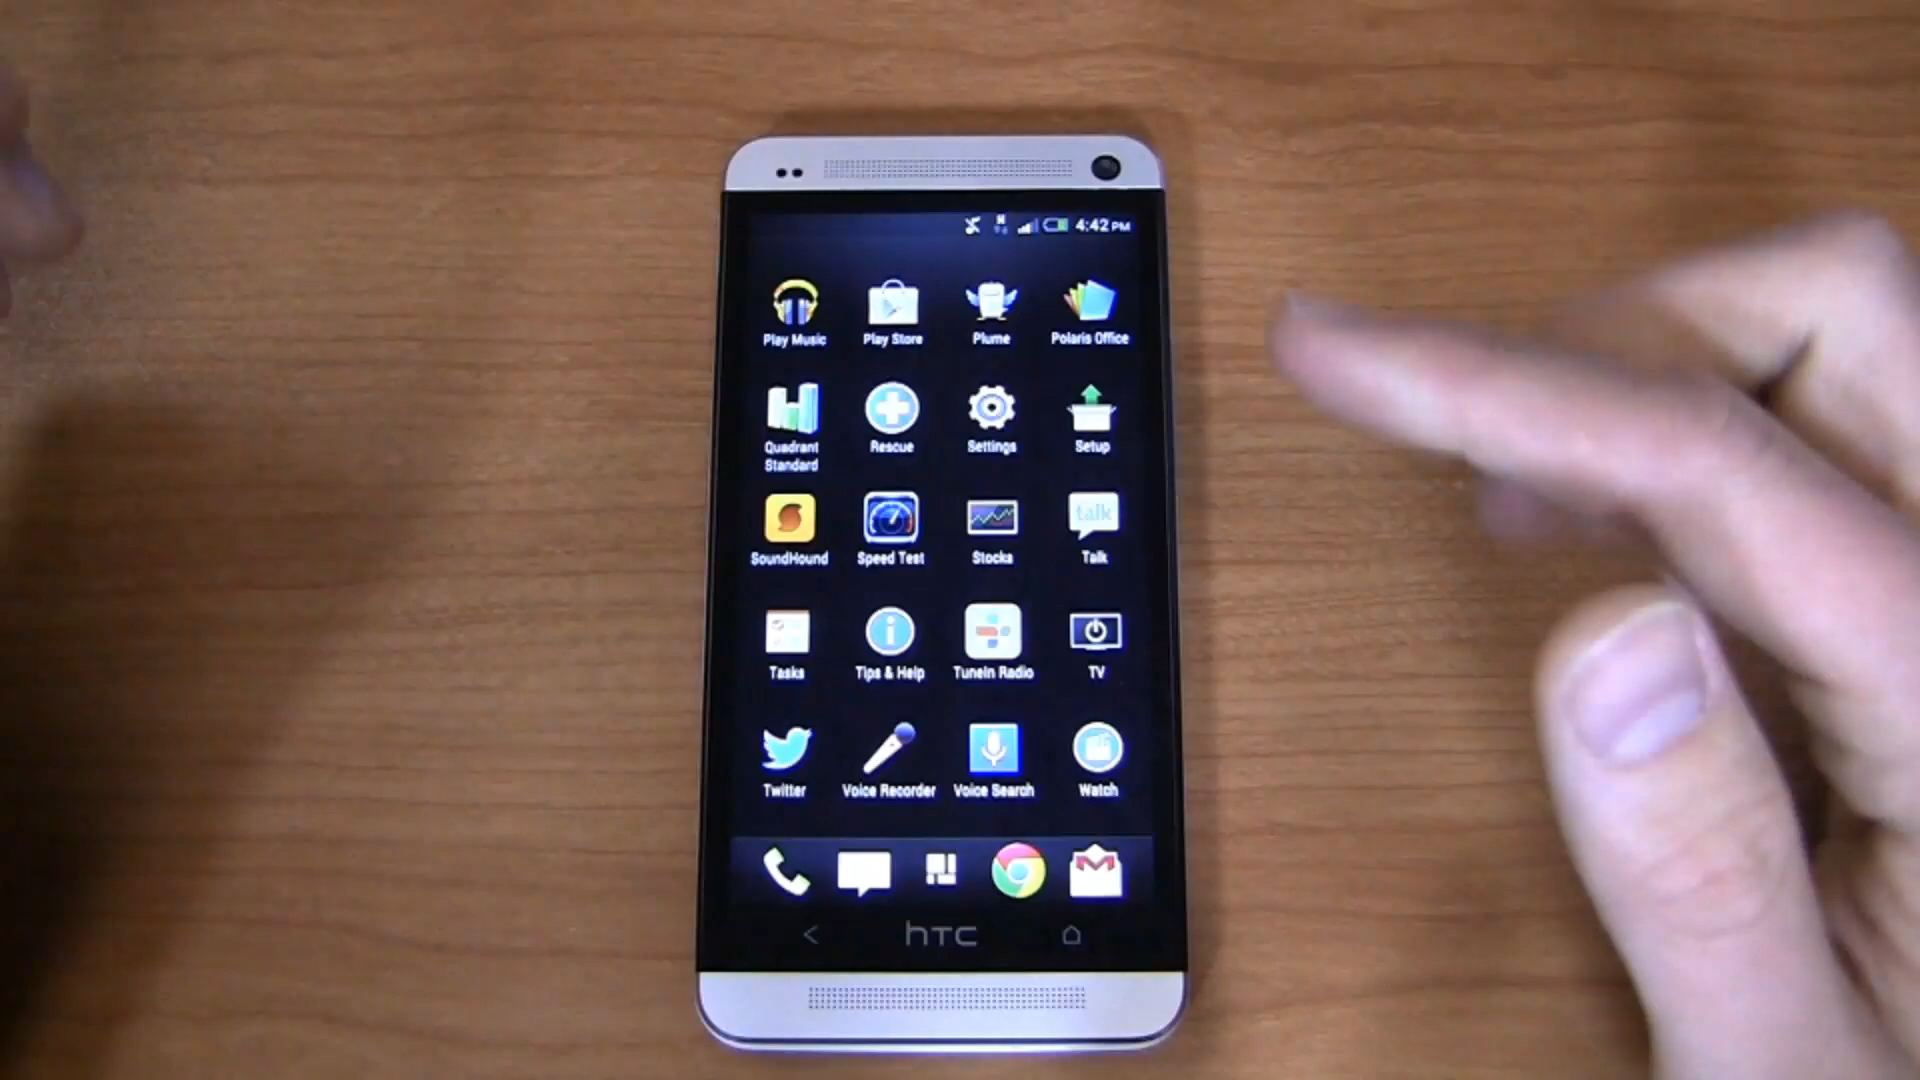 4:42 PM
Play Music
Play Store
Plume
Polaris Office
Quadrant
Standard
Rescue
Settings
Setup
SoundHound
Speed Test
Stocks
talk
Talk
Tasks
Tips & Help
TuneIn Radio
TV
Twitter
Voice Recorder
Voice Search
Watch
hTC